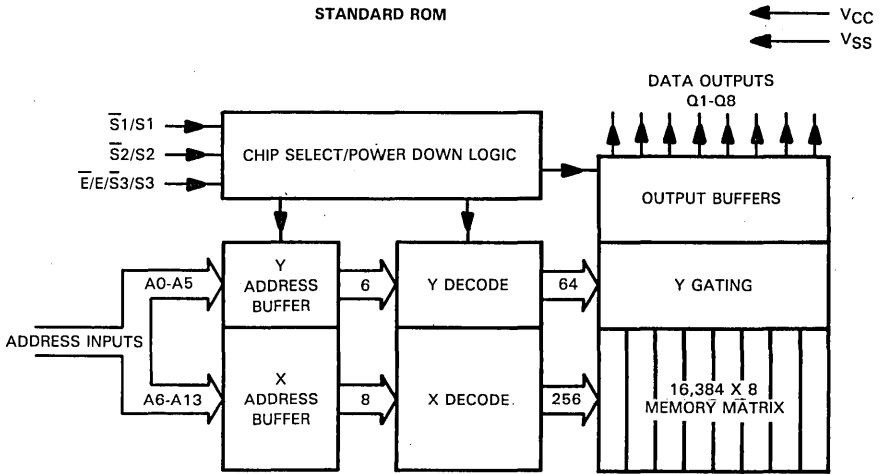 STANDARD ROM
VCC
VSS
DATA OUTPUTS
Q1-Q8
S̅1/S1
S̅2/S2
E̅/E/S̅3/S3
CHIP SELECT/POWER DOWN LOGIC
OUTPUT BUFFERS
A0-A5
Y
ADDRESS
BUFFER
6
Y DECODE
64
Y GATING
ADDRESS INPUTS
A6-A13
X
ADDRESS
BUFFER
8
X DECODE
256
16,384 X 8
MEMORY MATRIX